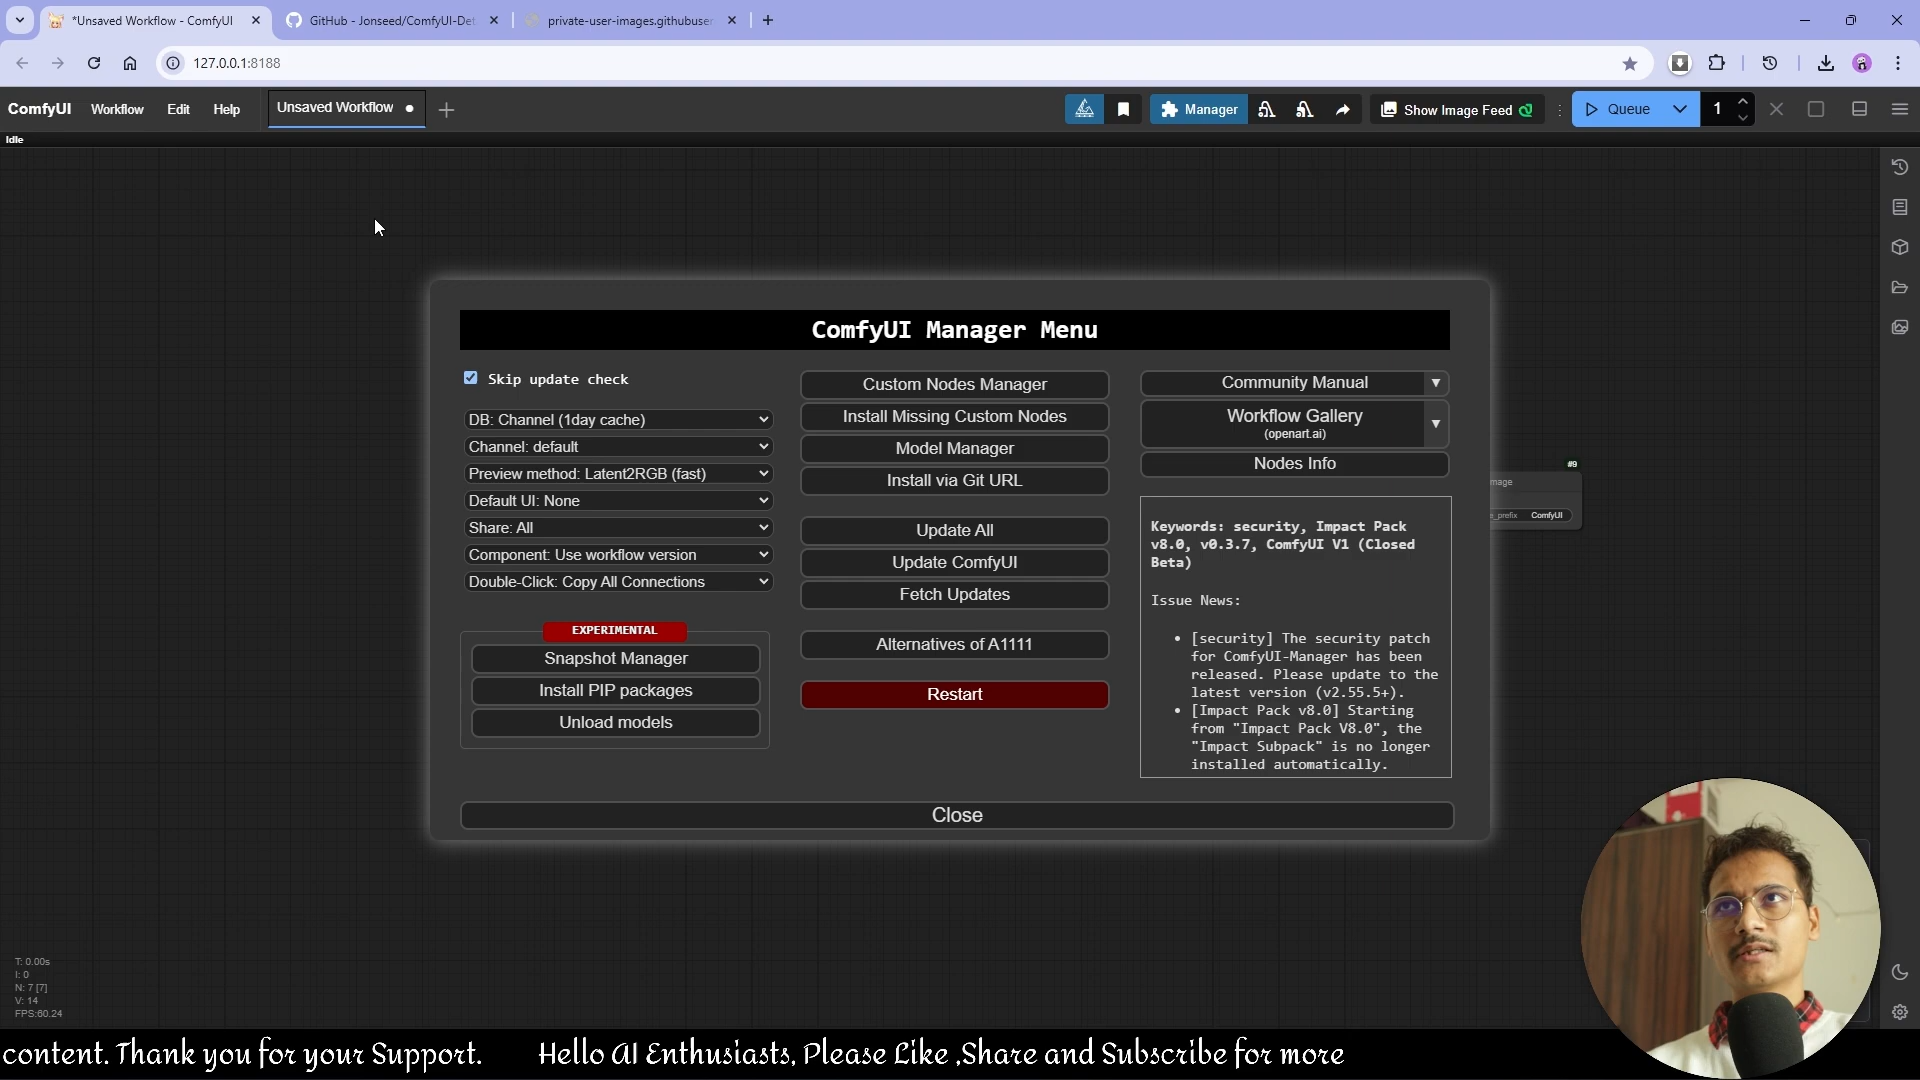 *Unsaved Workflow - ComfyUI
GitHub - Jonseed/ComfyUI-Det
private-user-images.githubuser
127.0.0.1:8188
ComfyUI
Workflow
Edit
Help
Unsaved Workflow
Manager
Show Image Feed
Queue
1
Idle
ComfyUI Manager Menu
Skip update check
DB: Channel (1day cache)
Channel: default
Preview method: Latent2RGB (fast)
Default UI: None
Share: All
Component: Use workflow version
Double-Click: Copy All Connections
EXPERIMENTAL
Snapshot Manager
Install PIP packages
Unload models
Custom Nodes Manager
Install Missing Custom Nodes
Model Manager
Install via Git URL
Update All
Update ComfyUI
Fetch Updates
Alternatives of A1111
Restart
Community Manual
Workflow Gallery
(openart.ai)
Nodes Info
Keywords: security, Impact Pack
v8.0, v0.3.7, ComfyUI V1 (Closed
Beta)
Issue News:
• [security] The security patch
for ComfyUI-Manager has been
released. Please update to the
latest version (v2.55.5+).
• [Impact Pack v8.0] Starting
from "Impact Pack V8.0", the
"Impact Subpack" is no longer
installed automatically.
Close
#9
mage
e_prefix ComfyUI
T: 0.00s
I: 0
N: 7 [7]
V: 14
FPS:60.24
content. Thank you for your Support. Hello AI Enthusiasts, Please Like ,Share and Subscribe for more